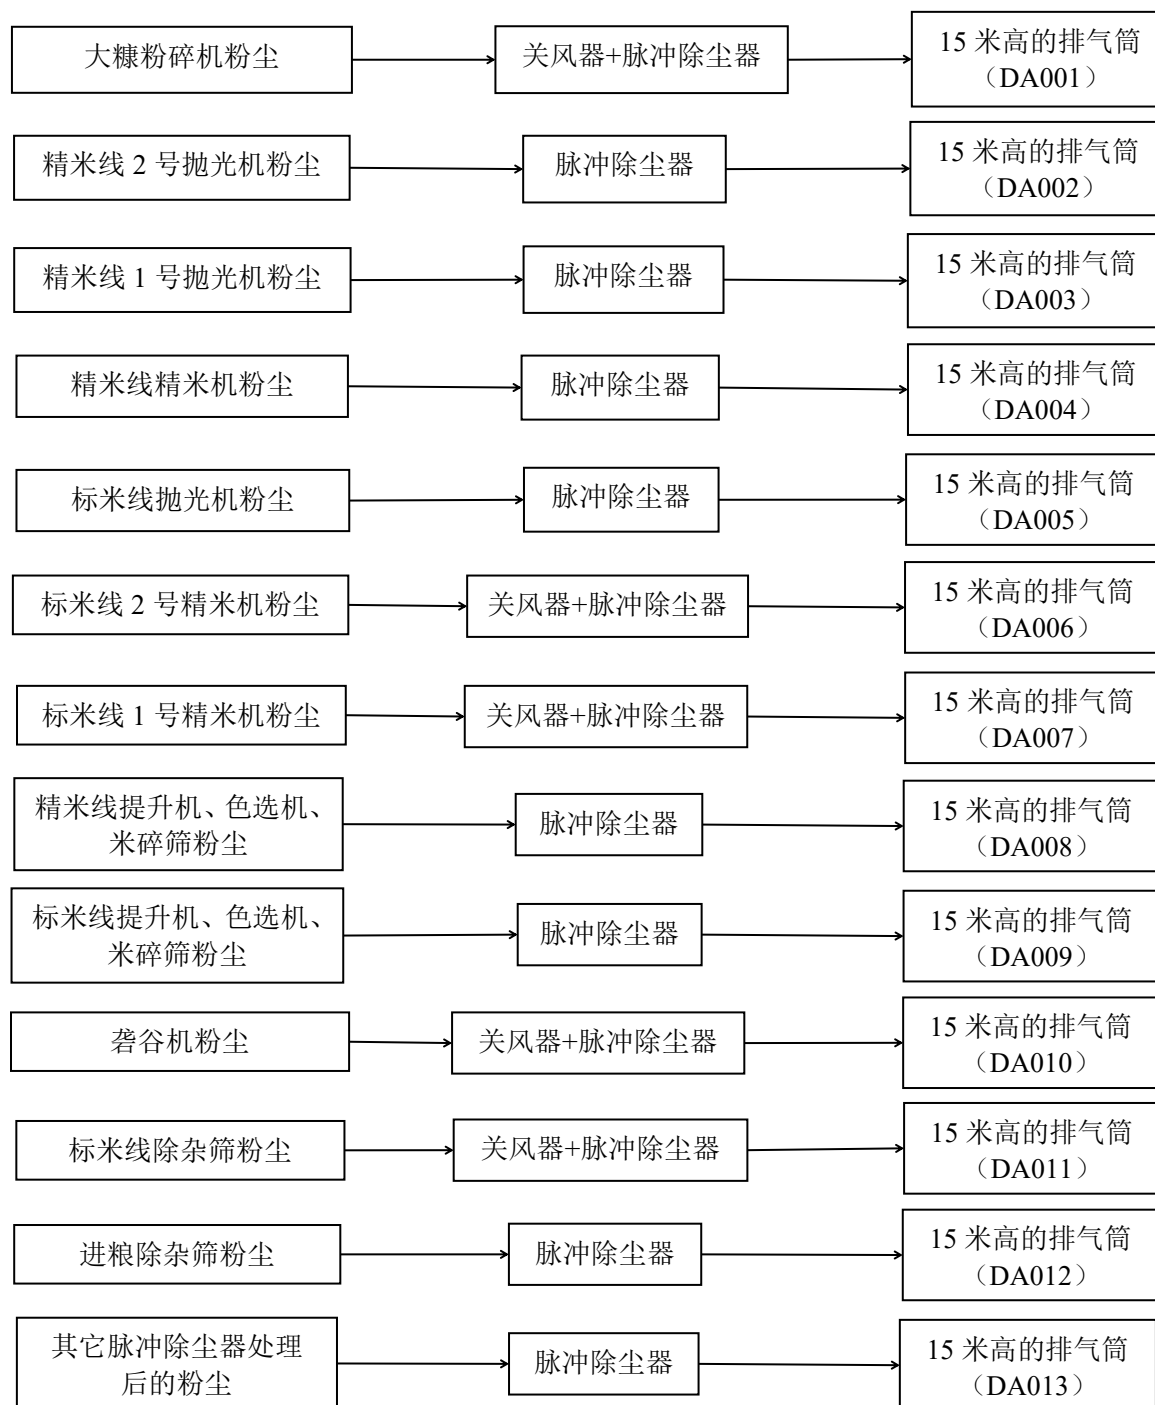 大糠粉碎机粉尘
关风器+脉冲除尘器
15 米高的排气筒
（DA001）
精米线 2 号抛光机粉尘
脉冲除尘器
15 米高的排气筒
（DA002）
精米线 1 号抛光机粉尘
脉冲除尘器
15 米高的排气筒
（DA003）
精米线精米机粉尘
脉冲除尘器
15 米高的排气筒
（DA004）
标米线抛光机粉尘
脉冲除尘器
15 米高的排气筒
（DA005）
标米线 2 号精米机粉尘
关风器+脉冲除尘器
15 米高的排气筒
（DA006）
标米线 1 号精米机粉尘
关风器+脉冲除尘器
15 米高的排气筒
（DA007）
精米线提升机、色选机、
米碎筛粉尘
脉冲除尘器
15 米高的排气筒
（DA008）
标米线提升机、色选机、
米碎筛粉尘
脉冲除尘器
15 米高的排气筒
（DA009）
砻谷机粉尘
关风器+脉冲除尘器
15 米高的排气筒
（DA010）
标米线除杂筛粉尘
关风器+脉冲除尘器
15 米高的排气筒
（DA011）
进粮除杂筛粉尘
脉冲除尘器
15 米高的排气筒
（DA012）
其它脉冲除尘器处理
后的粉尘
脉冲除尘器
15 米高的排气筒
（DA013）